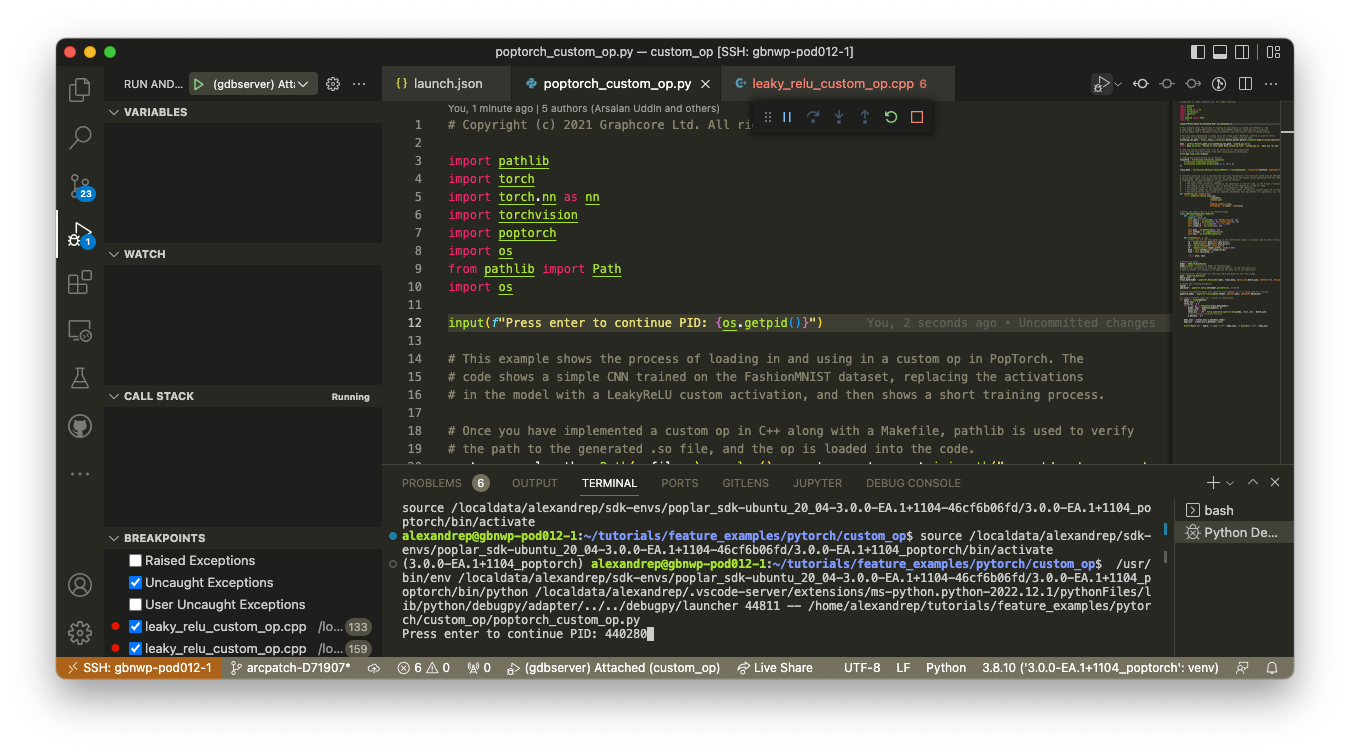 poptorch_custom_op.py — custom_op [SSH: gbnwp-pod012-1]
RUN AND... (gdbserver) Atta
{} launch.json
poptorch_custom_op.py
leaky_relu_custom_op.cpp 6
VARIABLES
WATCH
CALL STACK
Running
BREAKPOINTS
Raised Exceptions
Uncaught Exceptions
User Uncaught Exceptions
leaky_relu_custom_op.cpp /lo... 133
leaky_relu_custom_op.cpp /lo... 159
23
1
You, 1 minute ago | 5 authors (Arsalan Uddin and others)
1 # Copyright (c) 2021 Graphcore Ltd. All ri
2
3 import pathlib
4 import torch
5 import torch.nn as nn
6 import torchvision
7 import poptorch
8 import os
9 from pathlib import Path
10 import os
11
12 input(f"Press enter to continue PID: {os.getpid()}") You, 2 seconds ago • Uncommitted changes
13
14 # This example shows the process of loading in and using in a custom op in PopTorch. The
15 # code shows a simple CNN trained on the FashionMNIST dataset, replacing the activations
16 # in the model with a LeakyReLU custom activation, and then shows a short training process.
17
18 # Once you have implemented a custom op in C++ along with a Makefile, pathlib is used to verify
19 # the path to the generated .so file, and the op is loaded into the code.
PROBLEMS 6 OUTPUT TERMINAL PORTS GITLENS JUPYTER DEBUG CONSOLE
source /localdata/alexandrep/sdk-envs/poplar_sdk-ubuntu_20_04-3.0.0-EA.1+1104-46cf6b06fd/3.0.0-EA.1+1104_po
ptorch/bin/activate
alexandrep@gbnwp-pod012-1:~/tutorials/feature_examples/pytorch/custom_op$ source /localdata/alexandrep/sdk-
envs/poplar_sdk-ubuntu_20_04-3.0.0-EA.1+1104-46cf6b06fd/3.0.0-EA.1+1104_poptorch/bin/activate
(3.0.0-EA.1+1104_poptorch) alexandrep@gbnwp-pod012-1:~/tutorials/feature_examples/pytorch/custom_op$ /usr/
bin/env /localdata/alexandrep/sdk-envs/poplar_sdk-ubuntu_20_04-3.0.0-EA.1+1104-46cf6b06fd/3.0.0-EA.1+1104_po
ptorch/bin/python /localdata/alexandrep/.vscode-server/extensions/ms-python.python-2022.12.1/pythonFiles/l
ib/python/debugpy/adapter/../../debugpy/launcher 44811 -- /home/alexandrep/tutorials/feature_examples/pytor
ch/custom_op/poptorch_custom_op.py
Press enter to continue PID: 440280
bash
Python De...
SSH: gbnwp-pod012-1 arcpatch-D71907* 6 0 0 (gdbserver) Attached (custom_op) Live Share UTF-8 LF Python 3.8.10 ('3.0.0-EA.1+1104_poptorch': venv)